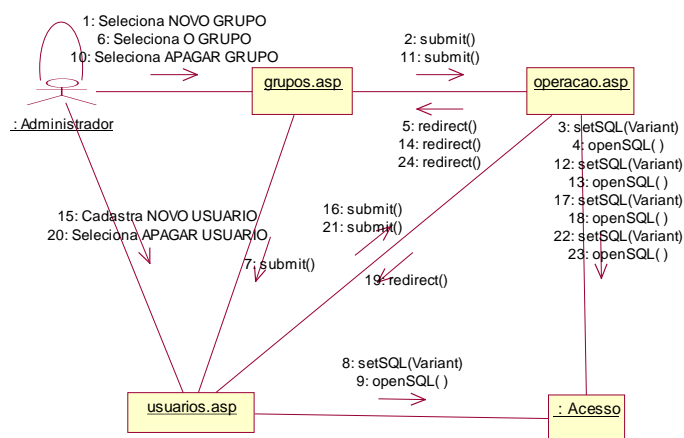 1: Seleciona NOVO GRUPO
6: Seleciona O GRUPO
10: Seleciona APAGAR GRUPO
2: submit()
11: submit()
grupos.asp
operacao.asp
: Administrador
5: redirect()
14: redirect()
24: redirect()
3: setSQL(Variant)
4: openSQL( )
12: setSQL(Variant)
13: openSQL( )
17: setSQL(Variant)
18: openSQL( )
22: setSQL(Variant)
23: openSQL( )
15: Cadastra NOVO USUARIO
20: Seleciona APAGAR USUARIO
16: submit()
21: submit()
7: submit()
19: redirect()
8: setSQL(Variant)
9: openSQL( )
usuarios.asp
: Acesso